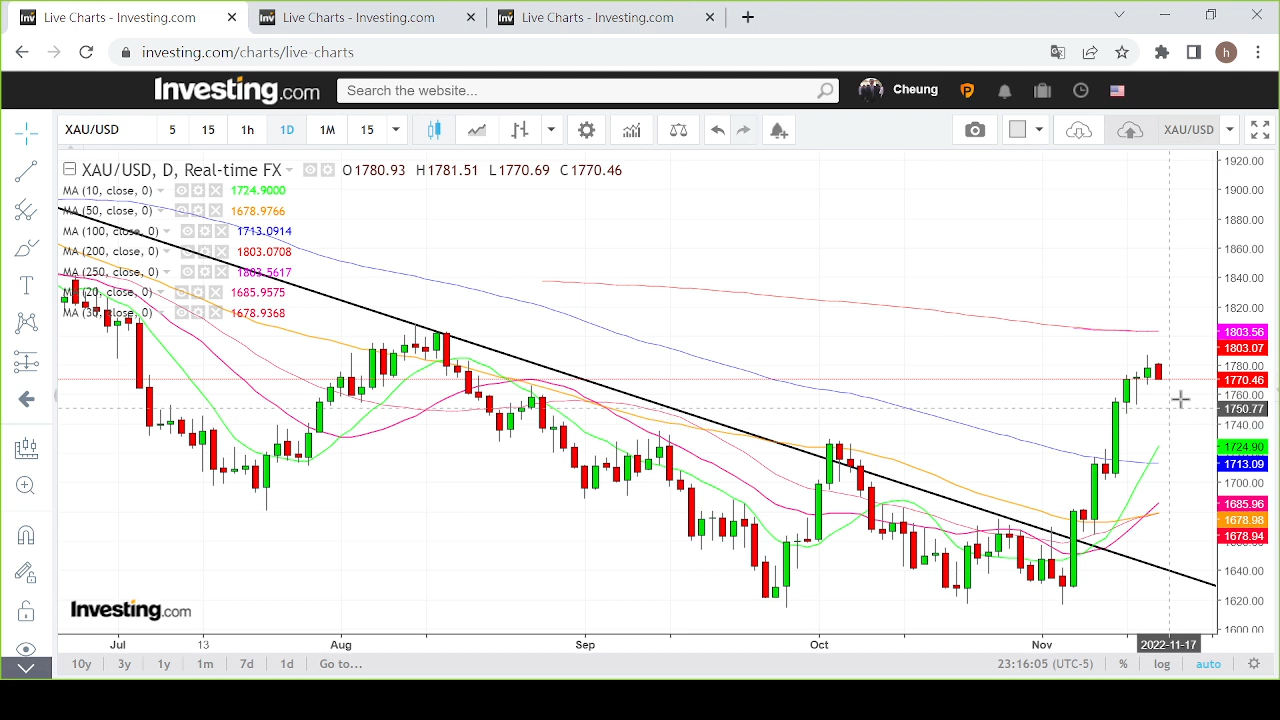 Live Charts - Investing.com
Live Charts - Investing.com
Live Charts - Investing.com
investing.com/charts/live-charts
h
Investing.com
Search the website...
Cheung
XAU/USD
5
15
1h
1D
1M
15
XAU/USD
XAU/USD, D, Real-time FX
O1780.93 H1781.51 L1770.69 C1770.46
MA (10, close, 0) 1724.9000
MA (50, close, 0) 1678.9766
MA (100, close, 0) 1713.0914
MA (200, close, 0) 1803.0708
MA (250, close, 0) 1803.5617
MA (20, close, 0) 1685.9575
MA (30, close, 0) 1678.9368
1920.00
1900.00
1880.00
1860.00
1840.00
1820.00
1803.56
1803.07
1780.00
1770.46
1760.00
1750.77
1740.00
1724.90
1713.09
1700.00
1685.96
1678.98
1678.94
1640.00
1620.00
1600.00
Investing.com
Jul
13
Aug
Sep
Oct
Nov
2022-11-17
10y
3y
1y
1m
7d
1d
Go to...
23:16:05 (UTC-5)
%
log
auto